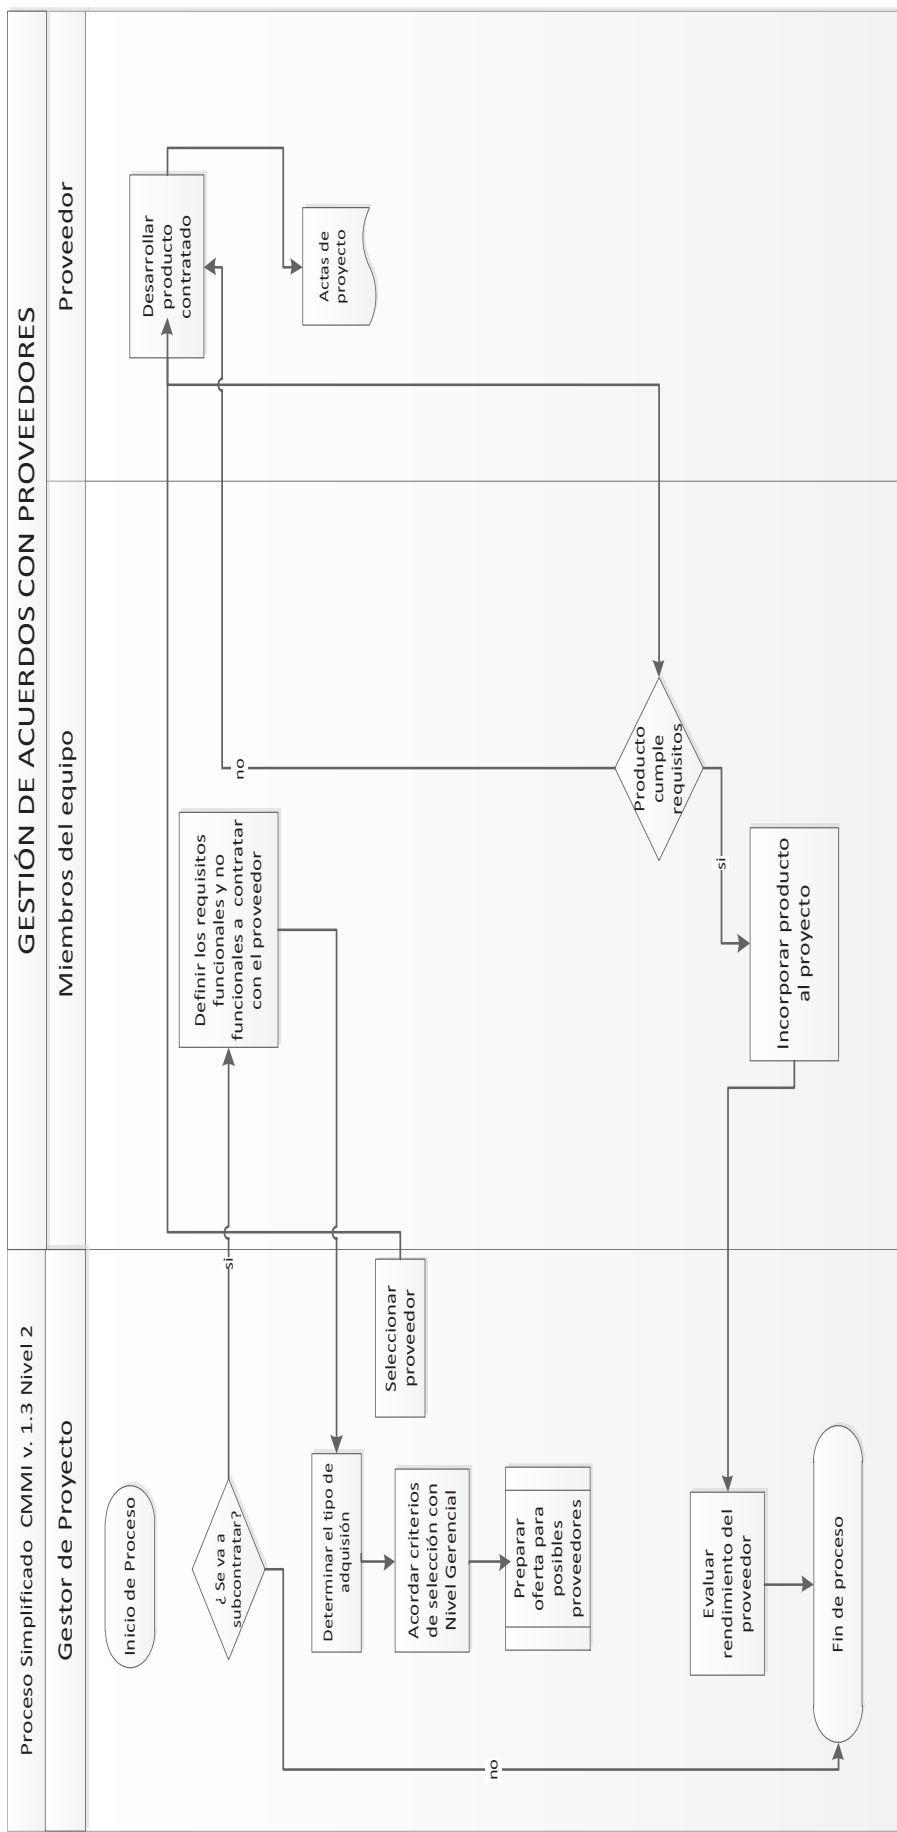 GESTIÓN DE ACUERDOS CON PROVEEDORES
Proceso Simplificado CMMI v. 1.3 Nivel 2
Gestor de Proyecto
Miembros del equipo
Proveedor
Inicio de Proceso
¿ Se va a
subcontratar?
si
no
Definir los requisitos
funcionales y no
funcionales a contratar
con el proveedor
Determinar el tipo de
adquisión
Acordar criterios
de selección con
Nivel Gerencial
Preparar
oferta para
posibles
proveedores
Seleccionar
proveedor
Desarrollar
producto
contratado
Actas de
proyecto
Producto
cumple
requisitos
no
si
Incorporar producto
al proyecto
Evaluar
rendimiento del
proveedor
Fin de proceso